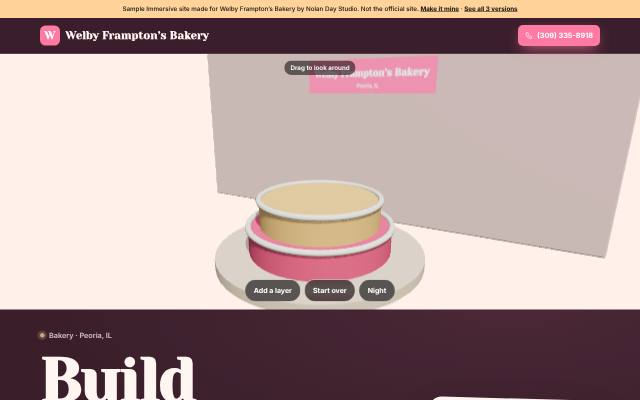 Sample Immersive site made for Welby Frampton's Bakery by Nolan Day Studio. Not the official site. Make it mine · See all 3 versions
W Welby Frampton's Bakery
(309) 335-8918
Drag to look around
Welby Frampton's Bakery
Peoria, IL
Add a layer
Start over
Night
Bakery · Peoria, IL
Build